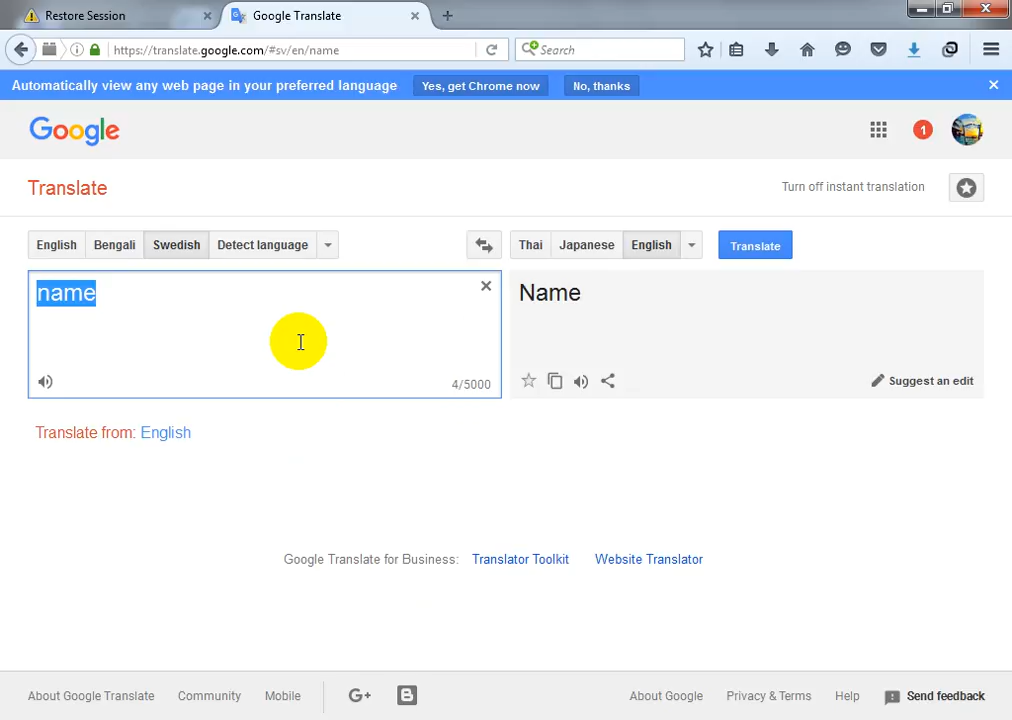 Restore Session
Google Translate
https://translate.google.com/#sv/en/name
Search
Automatically view any web page in your preferred language
Yes, get Chrome now
No, thanks
Google
1
Translate
Turn off instant translation
English Bengali Swedish Detect language
Thai Japanese English
Translate
name
4/5000
Name
Suggest an edit
Translate from: English
Google Translate for Business: Translator Toolkit Website Translator
About Google Translate Community Mobile G+ B About Google Privacy & Terms Help Send feedback